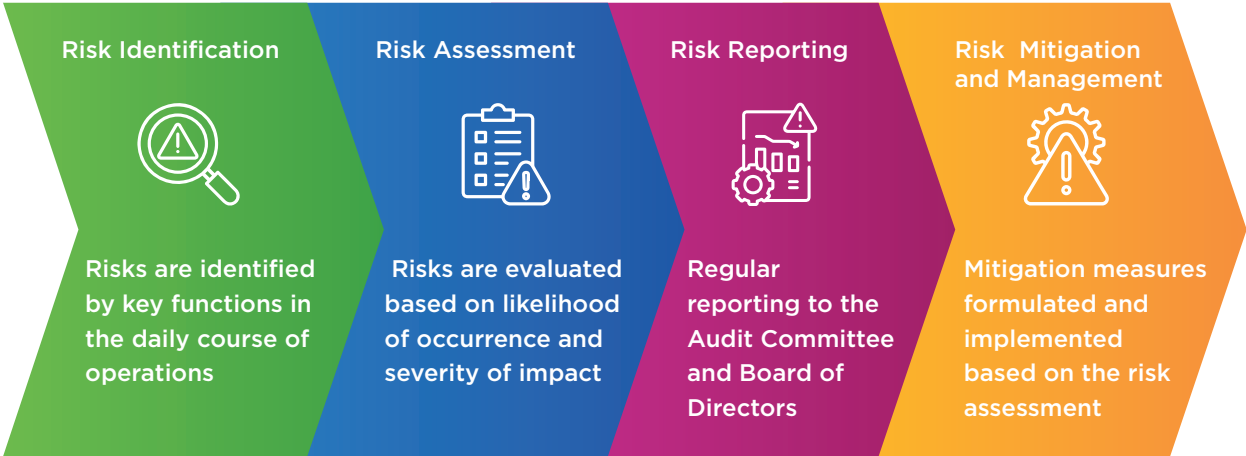 Risk Identification
Risks are identified
by key functions in
the daily course of
operations
Risk Assessment
Risks are evaluated
based on likelihood
of occurrence and
severity of impact
Risk Reporting
Regular
reporting to the
Audit Committee
and Board of
Directors
Risk Mitigation
and Management
Mitigation measures
formulated and
implemented
based on the risk
assessment